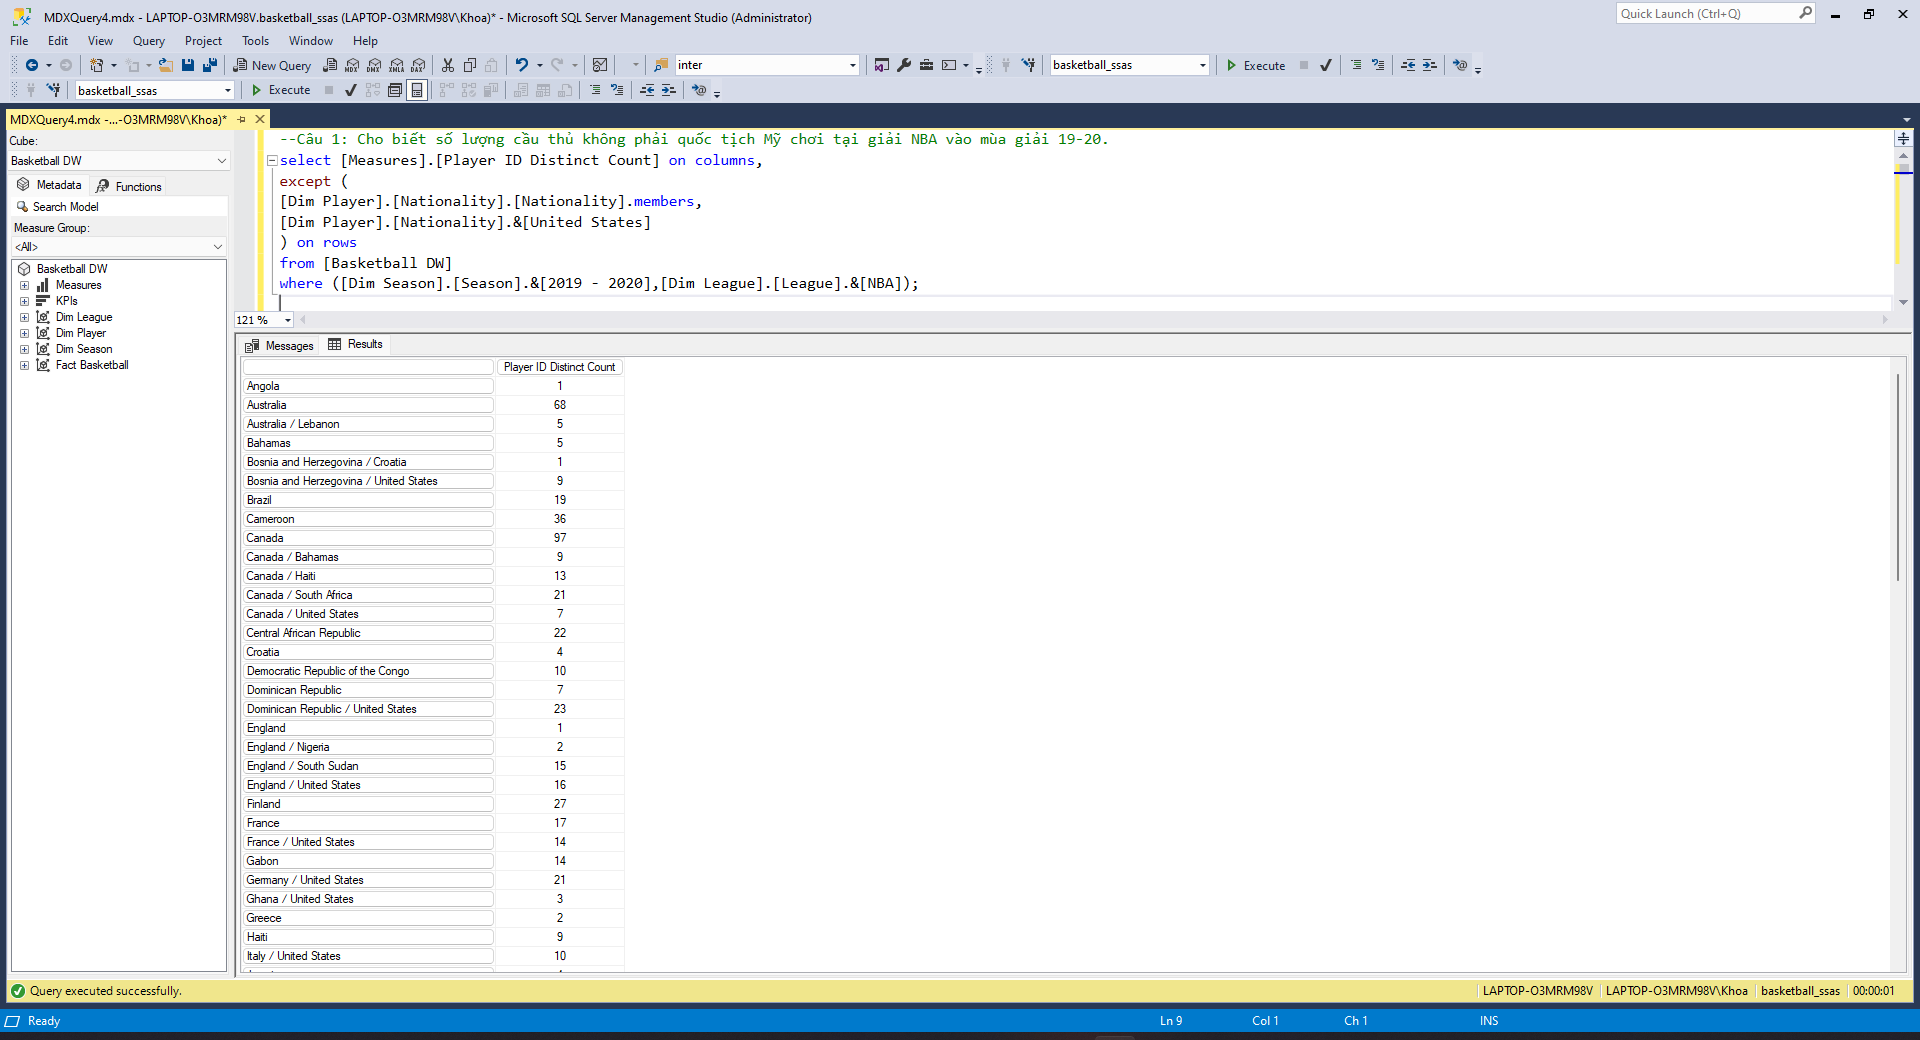 MDXQuery4.mdx - LAPTOP-O3MRM98V.basketball_ssas (LAPTOP-O3MRM98V\Khoa)* - Microsoft SQL Server Management Studio (Administrator)
Quick Launch (Ctrl+Q)
File Edit View Query Project Tools Window Help
New Query
MDX DMX XMLA DAX
inter
basketball_ssas
Execute
basketball_ssas
Execute
MDXQuery4.mdx -...-O3MRM98V\Khoa)*
Cube:
Basketball DW
Metadata Functions
Search Model
Measure Group:
<All>
Basketball DW
Measures
KPIs
Dim League
Dim Player
Dim Season
Fact Basketball
--Câu 1: Cho biết số lượng cầu thủ không phải quốc tịch Mỹ chơi tại giải NBA vào mùa giải 19-20.
select [Measures].[Player ID Distinct Count] on columns,
except (
[Dim Player].[Nationality].[Nationality].members,
[Dim Player].[Nationality].&[United States]
) on rows
from [Basketball DW]
where ([Dim Season].[Season].&[2019 - 2020],[Dim League].[League].&[NBA]);
121 %
Messages Results
Player ID Distinct Count
Angola 1
Australia 68
Australia / Lebanon 5
Bahamas 5
Bosnia and Herzegovina / Croatia 1
Bosnia and Herzegovina / United States 9
Brazil 19
Cameroon 36
Canada 97
Canada / Bahamas 9
Canada / Haiti 13
Canada / South Africa 21
Canada / United States 7
Central African Republic 22
Croatia 4
Democratic Republic of the Congo 10
Dominican Republic 7
Dominican Republic / United States 23
England 1
England / Nigeria 2
England / South Sudan 15
England / United States 16
Finland 27
France 17
France / United States 14
Gabon 14
Germany / United States 21
Ghana / United States 3
Greece 2
Haiti 9
Italy / United States 10
Query executed successfully.
LAPTOP-O3MRM98V LAPTOP-O3MRM98V\Khoa basketball_ssas 00:00:01
Ready
Ln 9 Col 1 Ch 1 INS